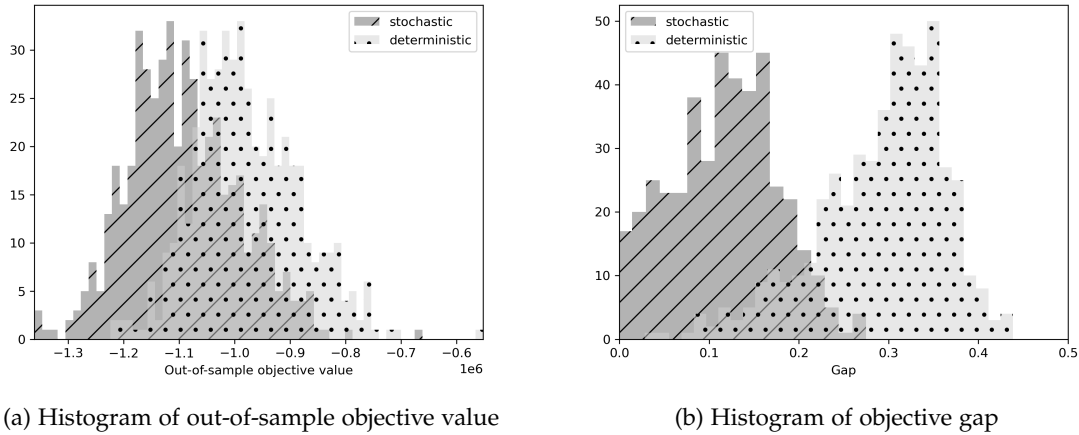 stochastic
deterministic
30
25
20
15
10
5
0
−1.3 −1.2 −1.1 −1.0 −0.9 −0.8 −0.7 −0.6
Out-of-sample objective value 1e6
(a) Histogram of out-of-sample objective value
stochastic
deterministic
50
40
30
20
10
0
0.0 0.1 0.2 0.3 0.4 0.5
Gap
(b) Histogram of objective gap